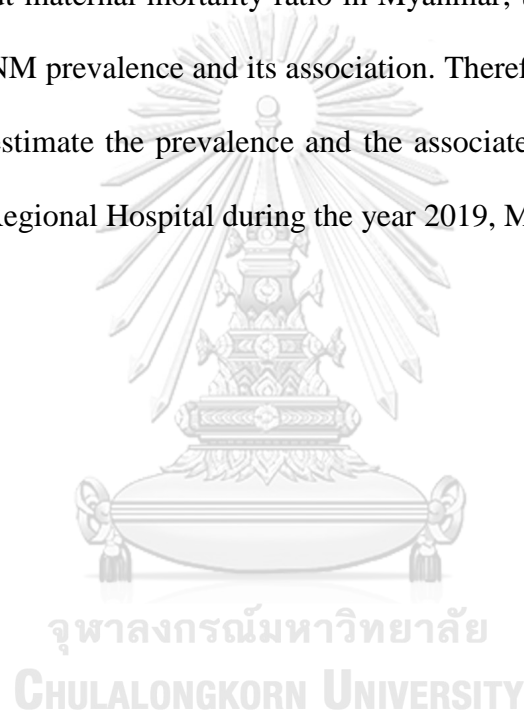 maternal mortality ratio in Myanmar,
NM prevalence and its association. Theref
estimate the prevalence and the associate
Regional Hospital during the year 2019, M
จุฬาลงกรณ์มหาวิทยาลัย
CHULALONGKORN UNIVERSITY